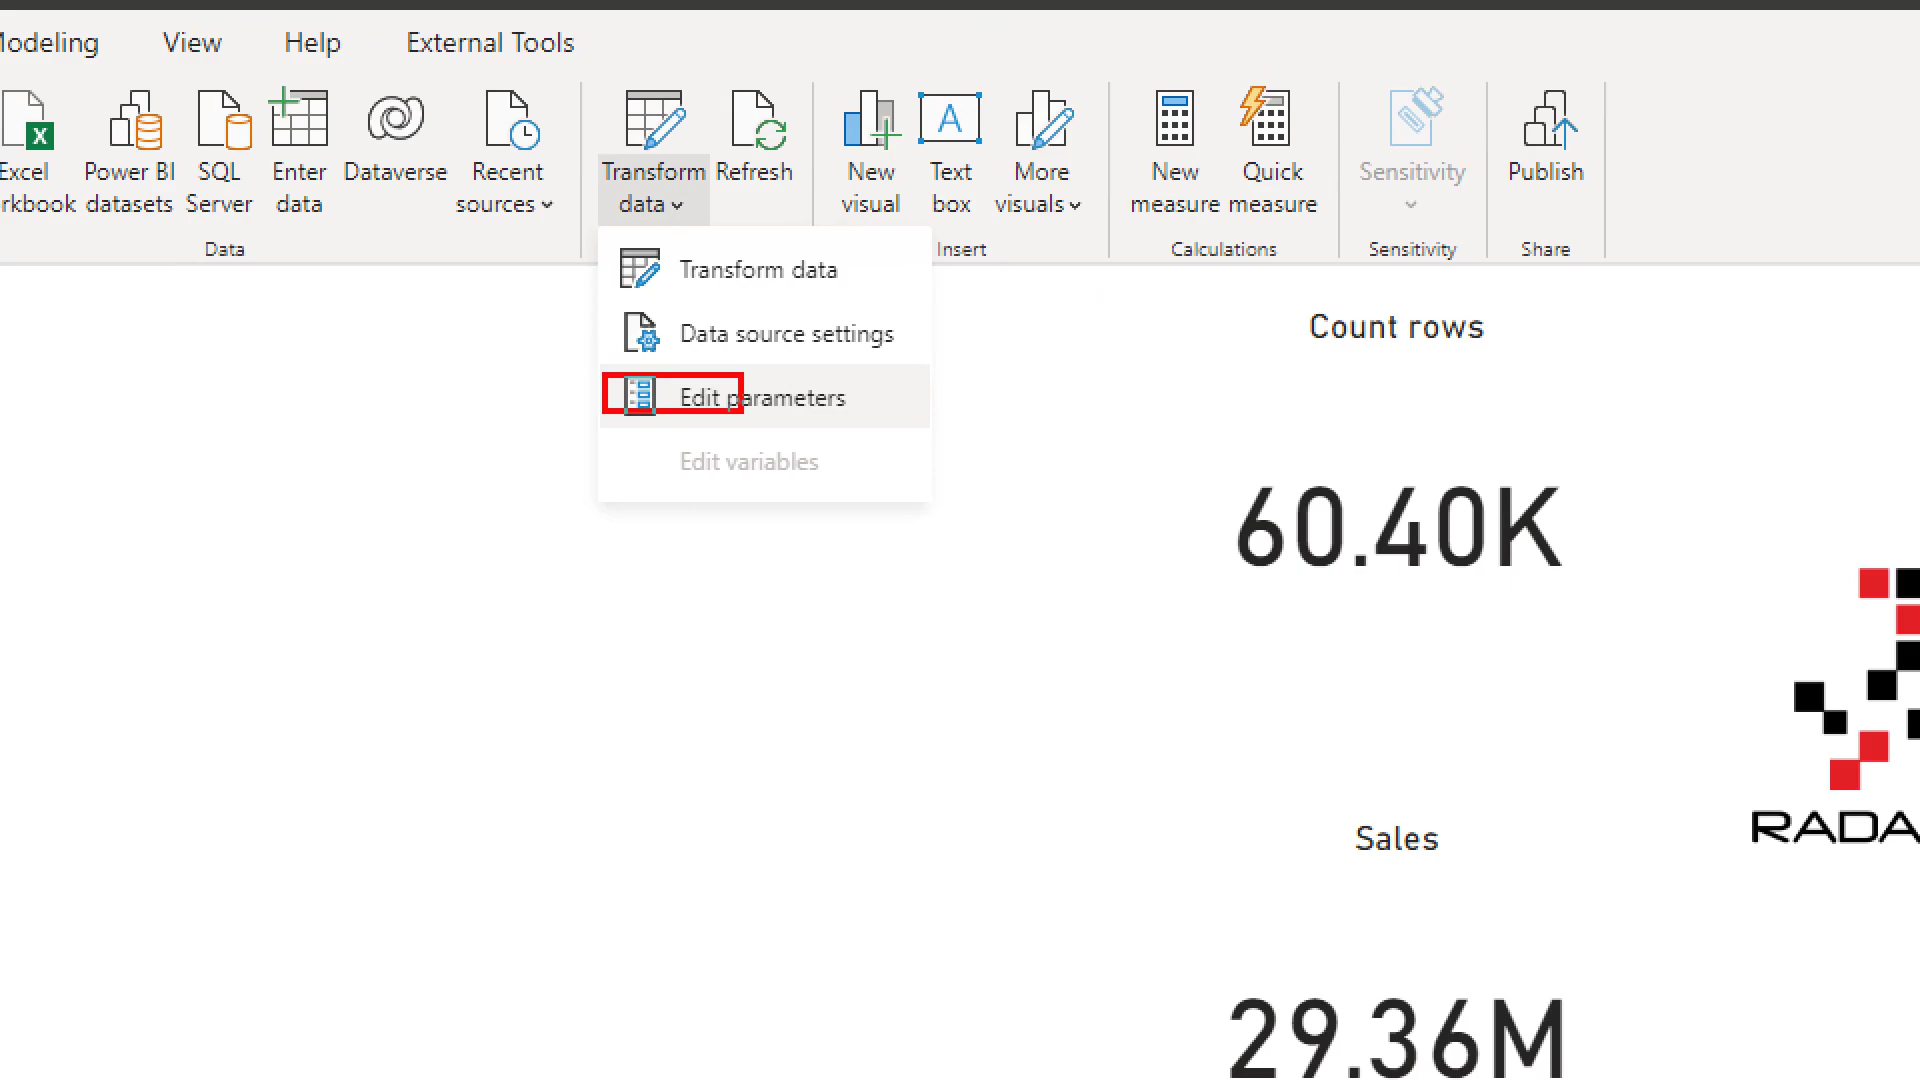 Modeling View Help External Tools
Excel Power BI SQL Enter Dataverse Recent Transform Refresh New Text More New Quick Sensitivity Publish
rkbook datasets Server data sources data visual box visuals measure measure
Data Insert Calculations Sensitivity Share
Transform data
Data source settings
Edit parameters
Edit variables
Count rows
60.40K
Sales
29.36M
RADA
X
A